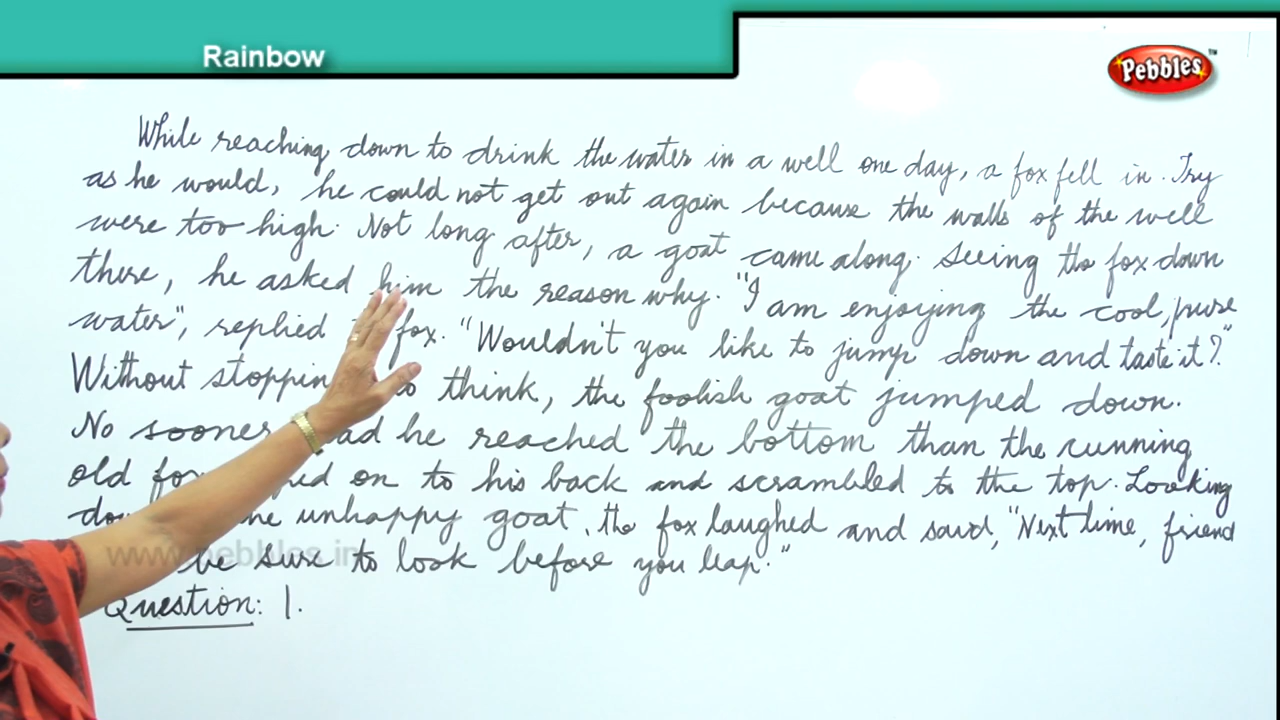 Rainbow
Pebbles™
While reaching down to drink the water in a well one day, a fox fell in. Try
as he would, he could not get out again because the walls of the well
were too high. Not long after, a goat came along. Seeing the fox down
there, he asked him the reason why. "I am enjoying the cool, pure
water", replied fox. "Wouldn't you like to jump down and taste it?"
Without stoppin to think, the foolish goat jumped down.
No sooner had he reached the bottom than the cunning
old fox on to his back and scrambled to the top. Looking
unhappy goat, the fox laughed and said, "Next time, friend
be sure to look before you leap."
www.pebbles.in
Question: 1.